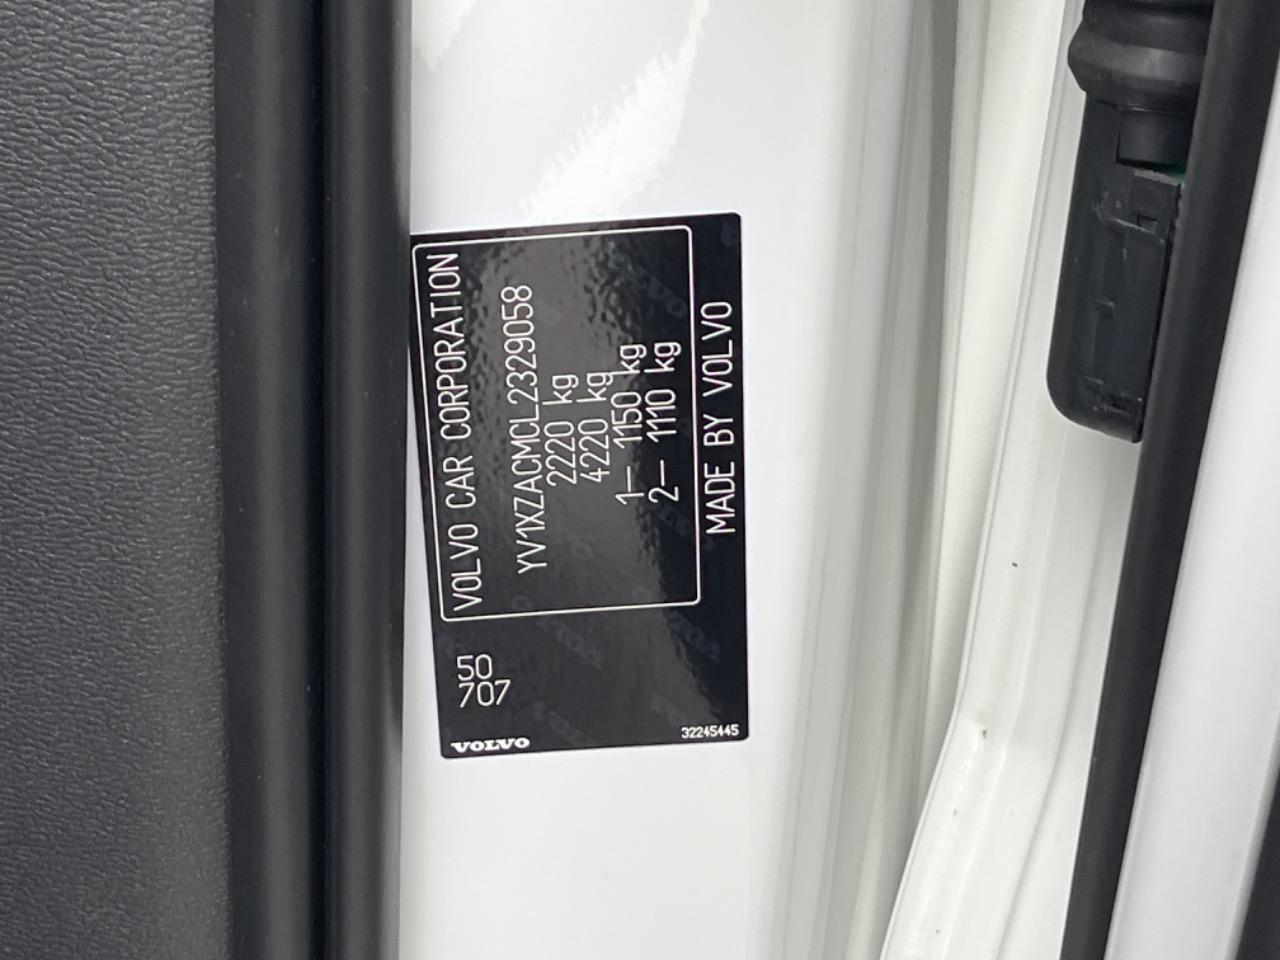 VOLVO CAR CORPORATION
YV1XZACMCL2329058
2220 kg
4220 kg
1— 1150 kg
2— 1110 kg
MADE BY VOLVO
50
707
VOLVO
32245445